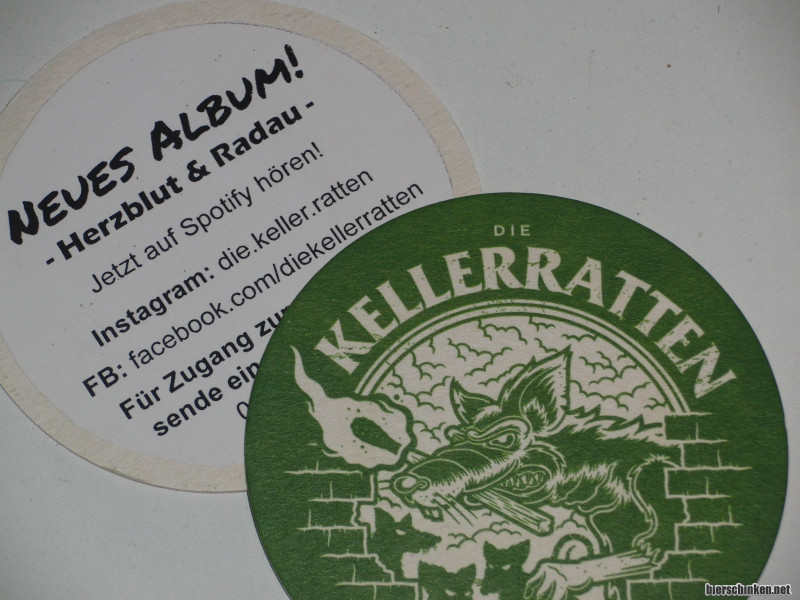 NEUES ALBUM!
- Herzblut & Radau -
Jetzt auf Spotify hören!
Instagram: die.keller.ratten
FB: facebook.com/diekellerratten
Für Zugang
sende ein
DIE
KELLERRATTEN
bierschinken.net